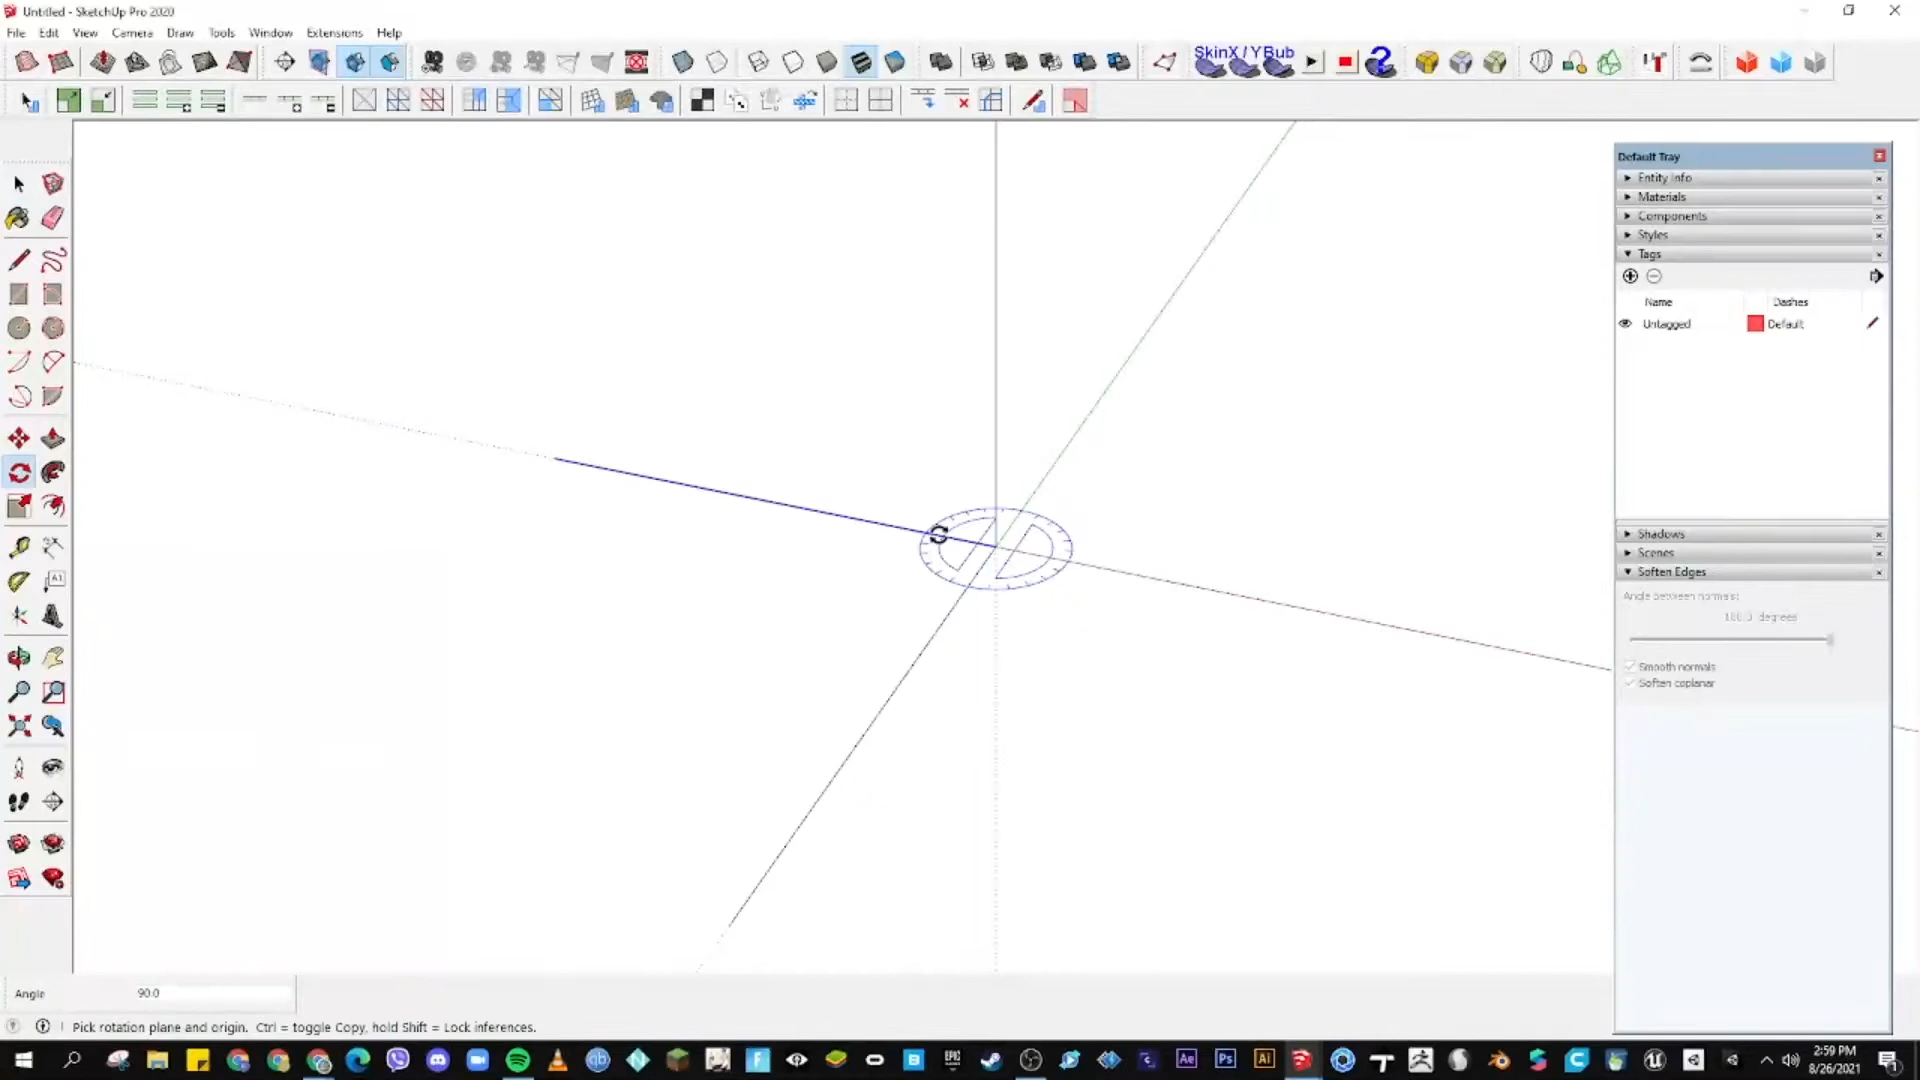 Untitled - SketchUp Pro 2020
File Edit View Camera Draw Tools Window Extensions Help
SkinX / YBub
Default Tray
Entity Info
Materials
Components
Styles
Tags
Name Dashes
Untagged Default
Shadows
Scenes
Soften Edges
Angle between normals:
degrees
Smooth normals
Soften coplanar
Angle 90.0
Pick rotation plane and origin. Ctrl = toggle Copy, hold Shift = Lock inferences.
2:59 PM
8/26/2021